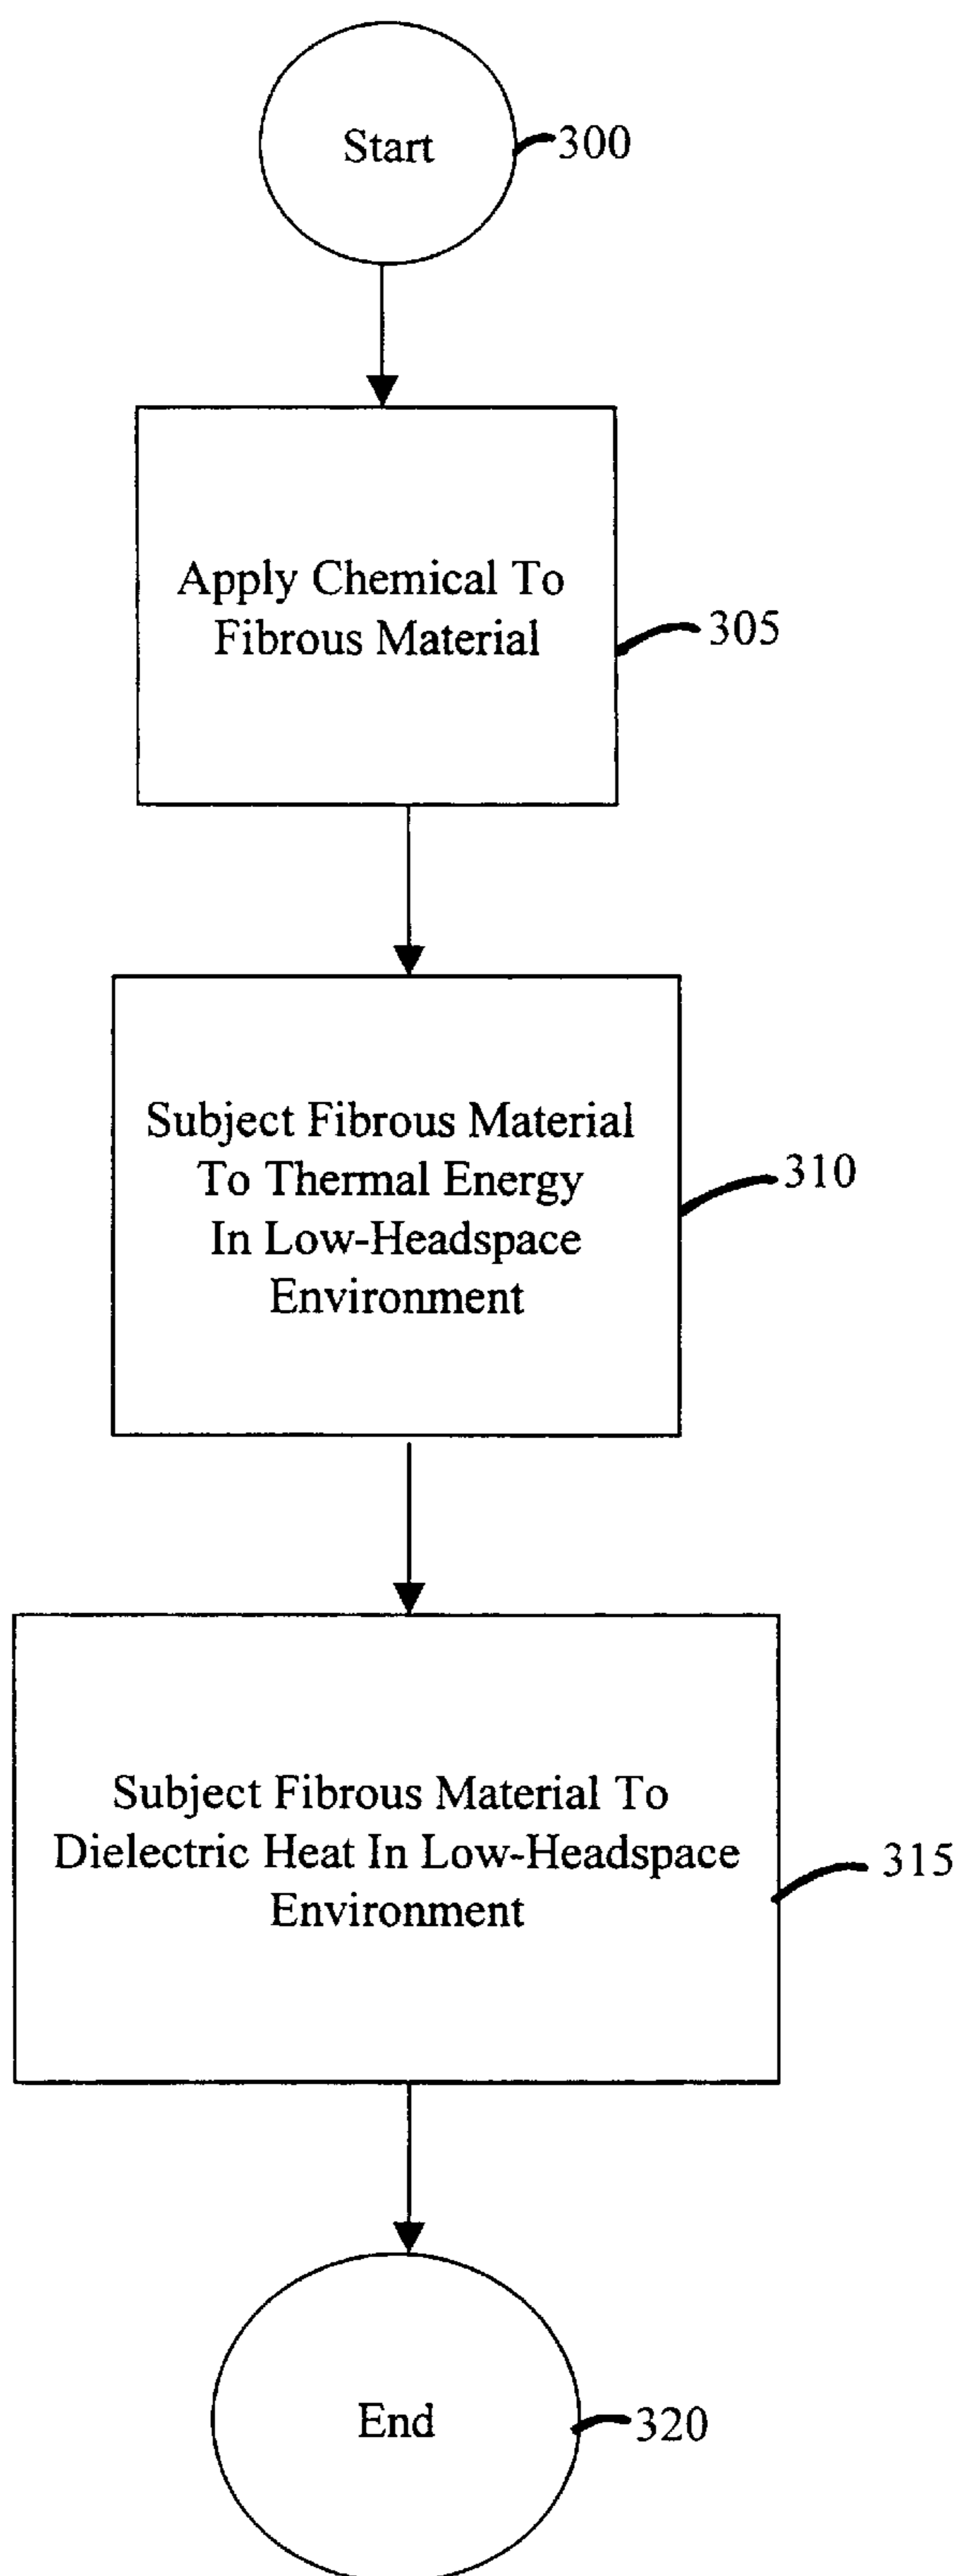 Start
300
Apply Chemical To
Fibrous Material
305
Subject Fibrous Material
To Thermal Energy
In Low-Headspace
Environment
310
Subject Fibrous Material To
Dielectric Heat In Low-Headspace
Environment
315
End
320